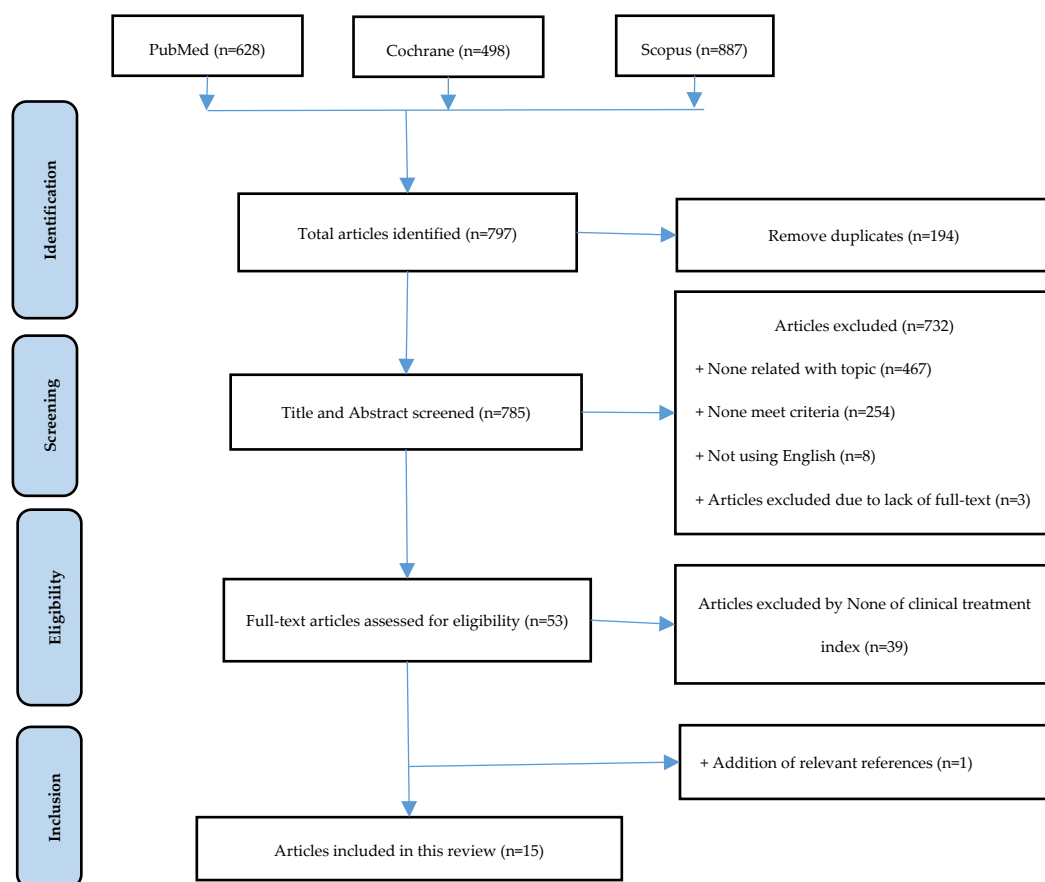 PubMed (n=628)
Cochrane (n=498)
Scopus (n=887)
Identification
Total articles identified (n=797)
Remove duplicates (n=194)
Screening
Title and Abstract screened (n=785)
Articles excluded (n=732)
+ None related with topic (n=467)
+ None meet criteria (n=254)
+ Not using English (n=8)
+ Articles excluded due to lack of full-text (n=3)
Eligibility
Full-text articles assessed for eligibility (n=53)
Articles excluded by None of clinical treatment
index (n=39)
Inclusion
+ Addition of relevant references (n=1)
Articles included in this review (n=15)